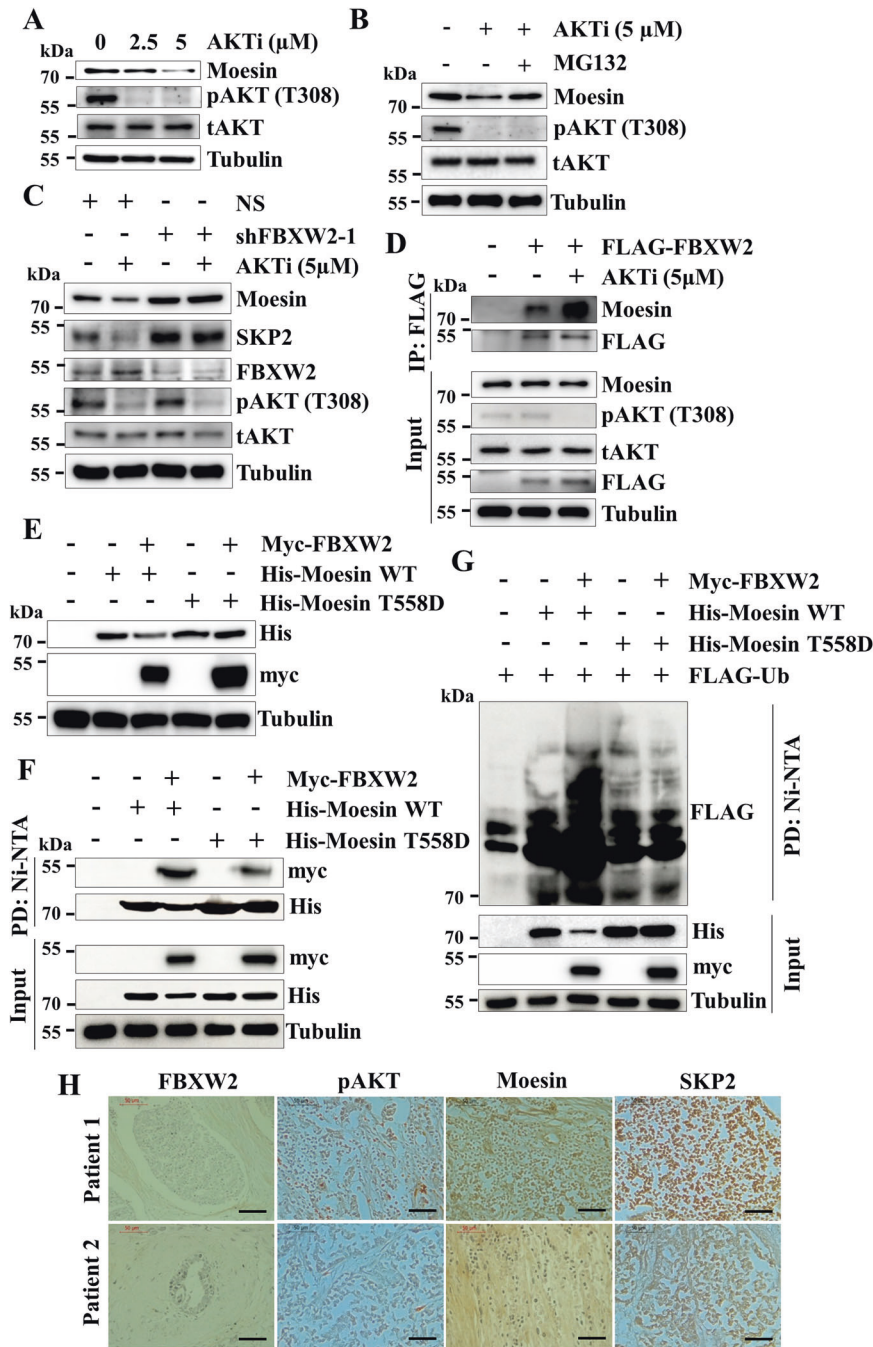 A
0 2.5 5 AKTi (μM)
kDa
70 Moesin
55 pAKT (T308)
55 tAKT
55 Tubulin
B
- + + AKTi (5 μM)
- - + MG132
kDa
70 Moesin
55 pAKT (T308)
55 tAKT
55 Tubulin
C
+ + - - NS
- - + + shFBXW2-1
- + - + AKTi (5μM)
kDa
70 Moesin
55 SKP2
55 FBXW2
55 pAKT (T308)
55 tAKT
55 Tubulin
D
- + + FLAG-FBXW2
- - + AKTi (5μM)
kDa
IP: FLAG
70 Moesin
55 FLAG
Input
70 Moesin
55 pAKT (T308)
55 tAKT
55 FLAG
55 Tubulin
E
- - + - + Myc-FBXW2
- + + - - His-Moesin WT
- - - + + His-Moesin T558D
kDa
70 His
55 myc
55 Tubulin
F
- - + - + Myc-FBXW2
- + + - - His-Moesin WT
- - - + + His-Moesin T558D
kDa
PD: Ni-NTA
55 myc
70 His
Input
55 myc
70 His
55 Tubulin
G
- - + - + Myc-FBXW2
- + + - - His-Moesin WT
- - - + + His-Moesin T558D
+ + + + + FLAG-Ub
kDa
FLAG
70
PD: Ni-NTA
70 His
55 myc
55 Tubulin
Input
H
FBXW2 pAKT Moesin SKP2
Patient 1
50 μm
Patient 2
50 μm